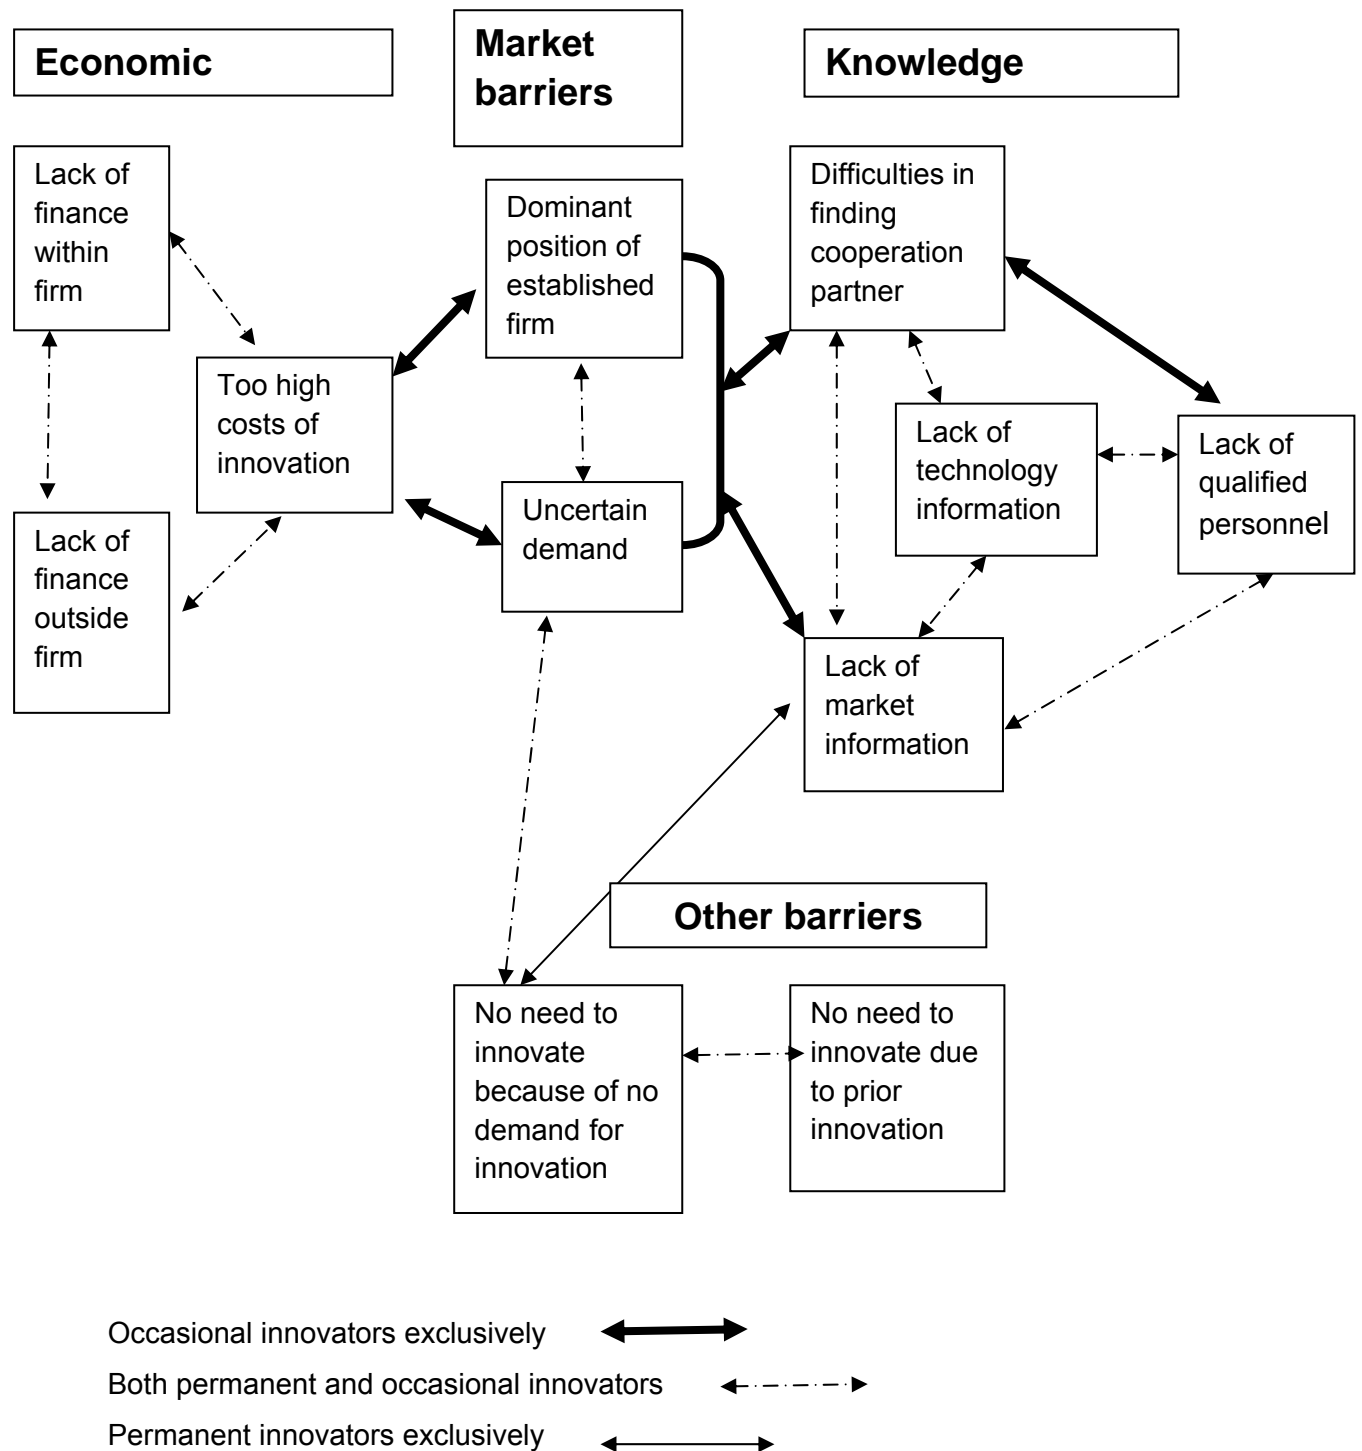 Economic
Market
barriers
Knowledge
Lack of
finance
within
firm
Dominant
position of
established
firm
Difficulties in
finding
cooperation
partner
Too high
costs of
innovation
Lack of
technology
information
Lack of
qualified
personnel
Lack of
finance
outside
firm
Uncertain
demand
Lack of
market
information
Other barriers
No need to
innovate
because of no
demand for
innovation
No need to
innovate due
to prior
innovation
Occasional innovators exclusively
Both permanent and occasional innovators
Permanent innovators exclusively